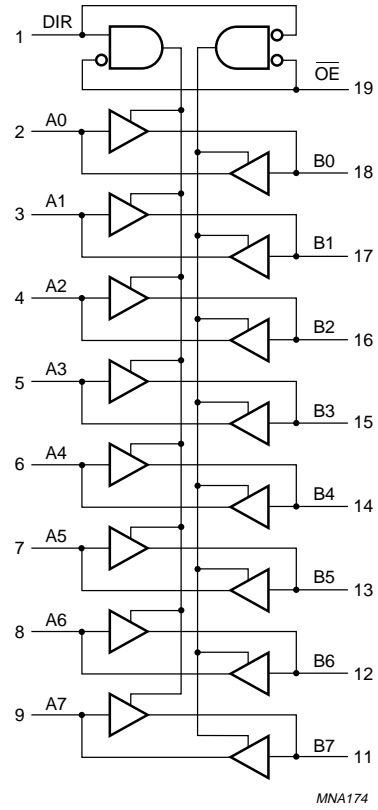 1 DIR
OE
19
2 A0
B0 18
3 A1
B1 17
4 A2
B2 16
5 A3
B3 15
6 A4
B4 14
7 A5
B5 13
8 A6
B6 12
9 A7
B7 11
MNA174